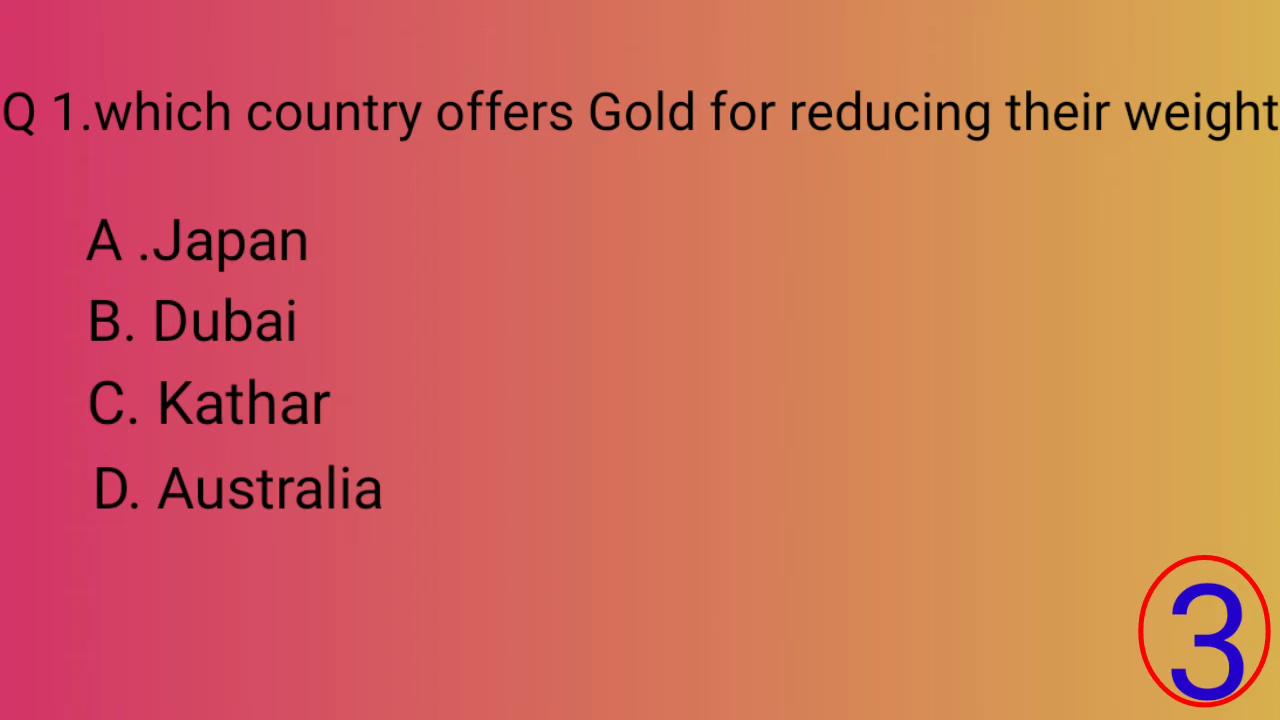 Q 1.which country offers Gold for reducing their weight
A .Japan
B. Dubai
C. Kathar
D. Australia
3